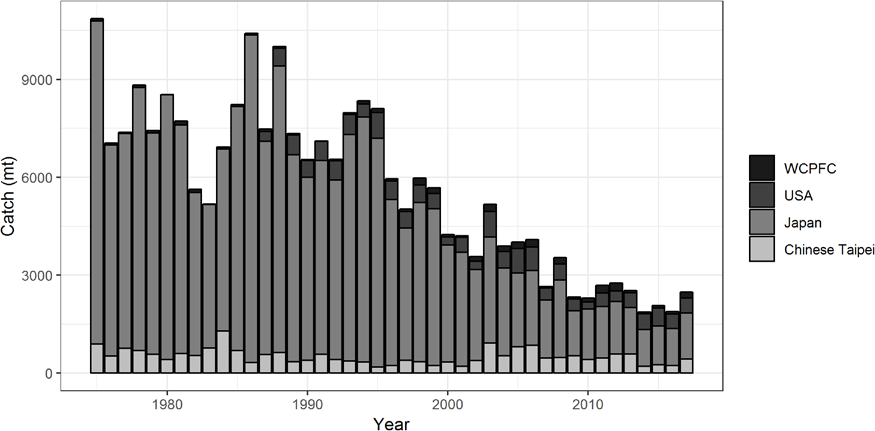 Catch (mt)
9000
6000
3000
0
1980
1990
2000
2010
Year
WCPFC
USA
Japan
Chinese Taipei